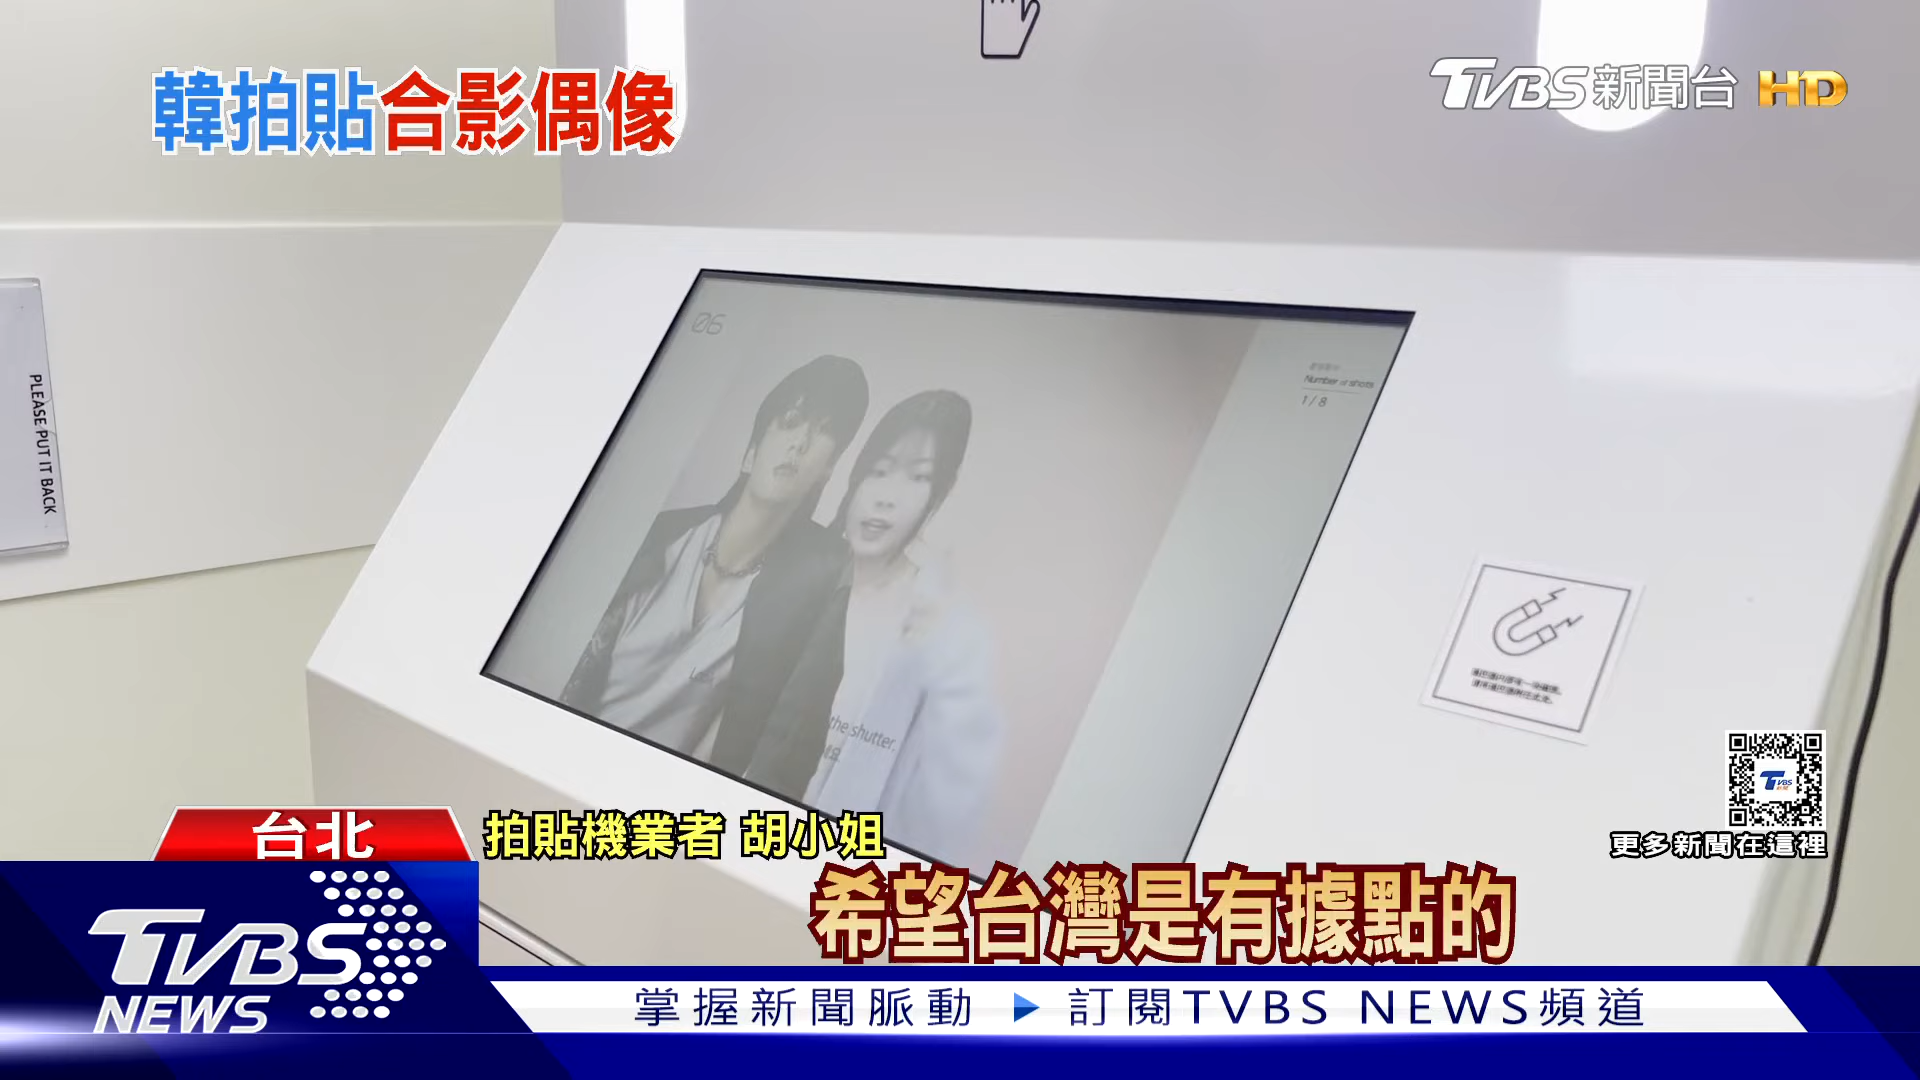 韓拍貼合影偶像
TVBS新聞台 HD
PLEASE PUT IT BACK
06
Number of shots
1 / 8
the shutter.
TVBS
更多新聞在這裡
台北
拍貼機業者 胡小姐
希望台灣是有據點的
TVBS
NEWS
掌握新聞脈動 ▶ 訂閱TVBS NEWS頻道